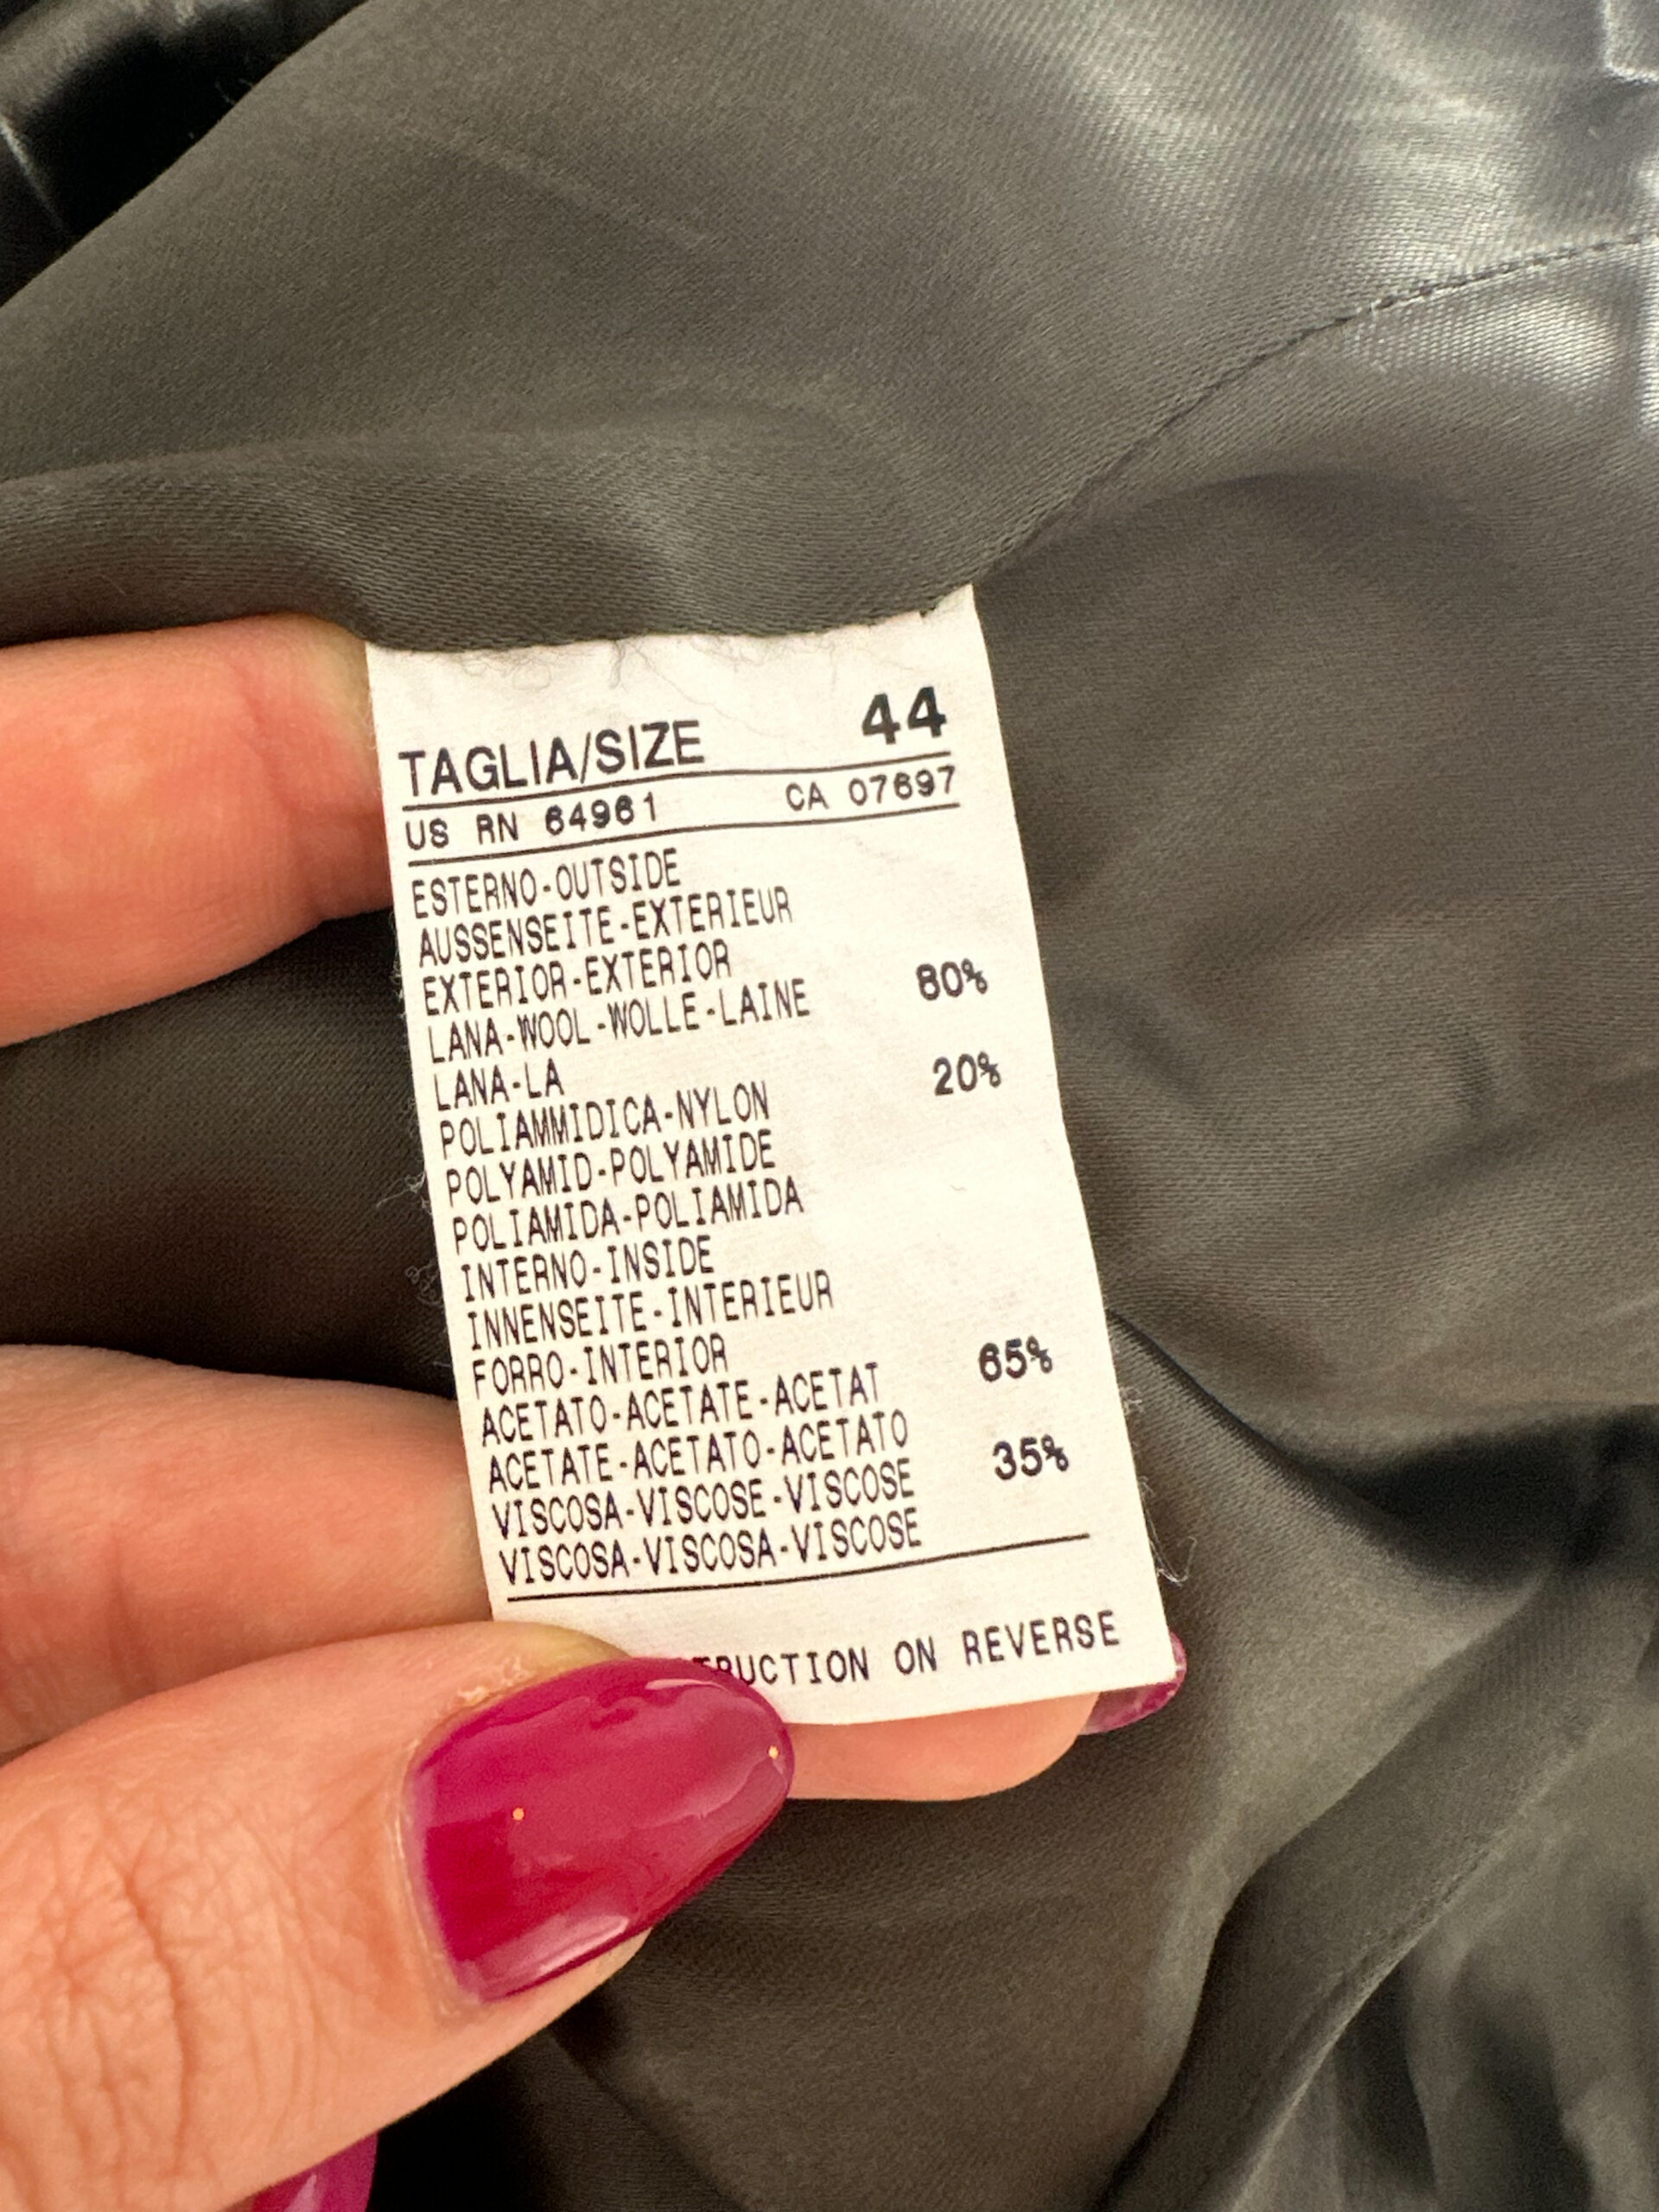 TAGLIA/SIZE 44
US RN 64961 CA 07697
ESTERNO-OUTSIDE
AUSSENSEITE-EXTERIEUR
EXTERIOR-EXTERIOR
LANA-WOOL-WOLLE-LAINE 80%
LANA-LA
POLIAMMIDICA-NYLON 20%
POLYAMID-POLYAMIDE
POLIAMIDA-POLIAMIDA
INTERNO-INSIDE
INNENSEITE-INTERIEUR
FORRO-INTERIOR
ACETATO-ACETATE-ACETAT 65%
ACETATE-ACETATO-ACETATO
VISCOSA-VISCOSE-VISCOSE 35%
VISCOSA-VISCOSA-VISCOSE
ON REVERSE